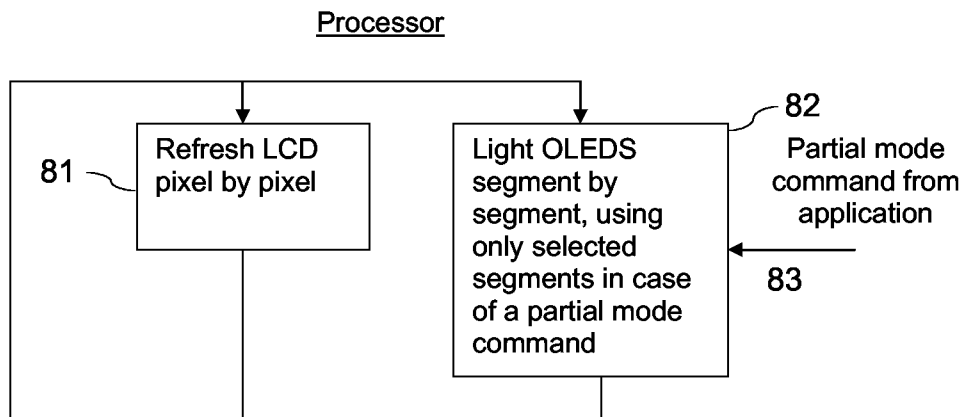 Processor
81
Refresh LCD
pixel by pixel
Light OLEDS
segment by
segment, using
only selected
segments in case
of a partial mode
command
82
Partial mode
command from
application
83